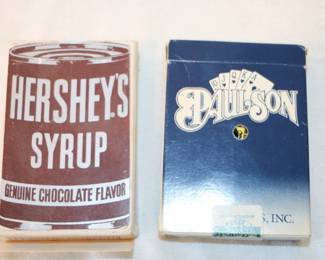 HERSHEY'S
SYRUP
GENUINE CHOCOLATE FLAVOR
PAULSON
INC.